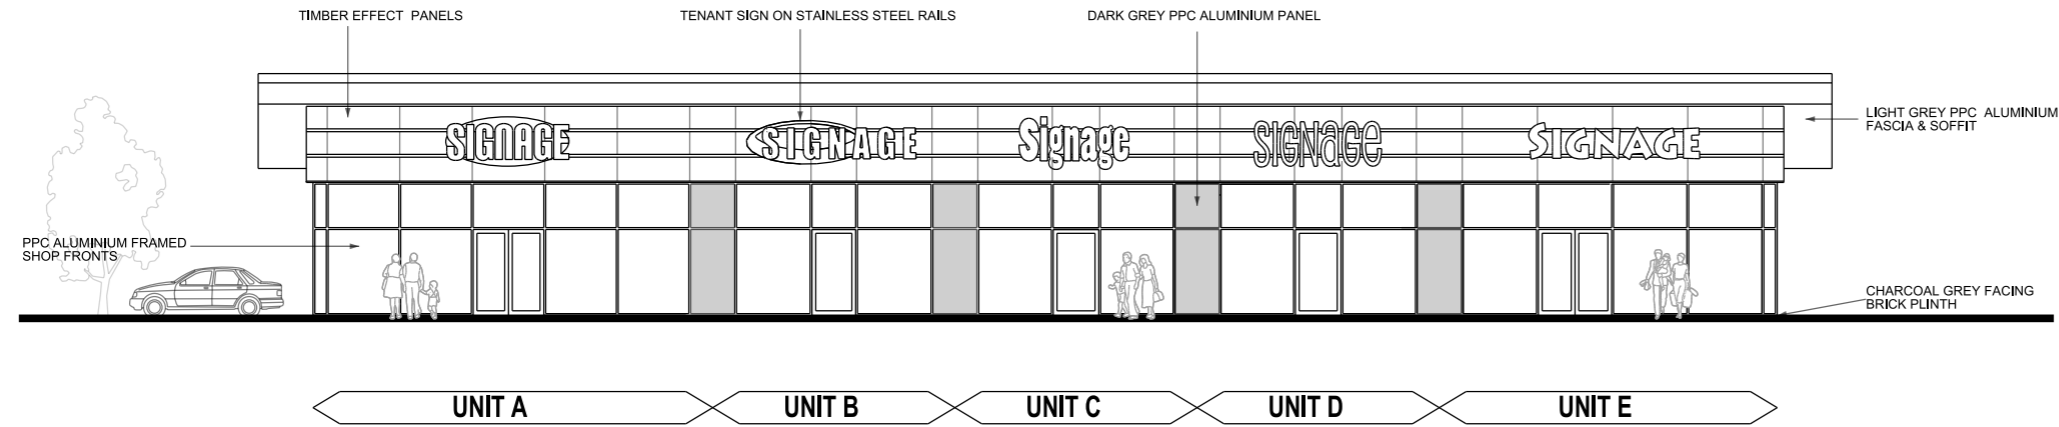 TIMBER EFFECT PANELS
TENANT SIGN ON STAINLESS STEEL RAILS
DARK GREY PPC ALUMINIUM PANEL
LIGHT GREY PPC ALUMINIUM
FASCIA & SOFFIT
SIGNAGE
SIGNAGE
Signage
SIGNaGe
SIGNAGE
PPC ALUMINIUM FRAMED
SHOP FRONTS
CHARCOAL GREY FACING
BRICK PLINTH
UNIT A
UNIT B
UNIT C
UNIT D
UNIT E